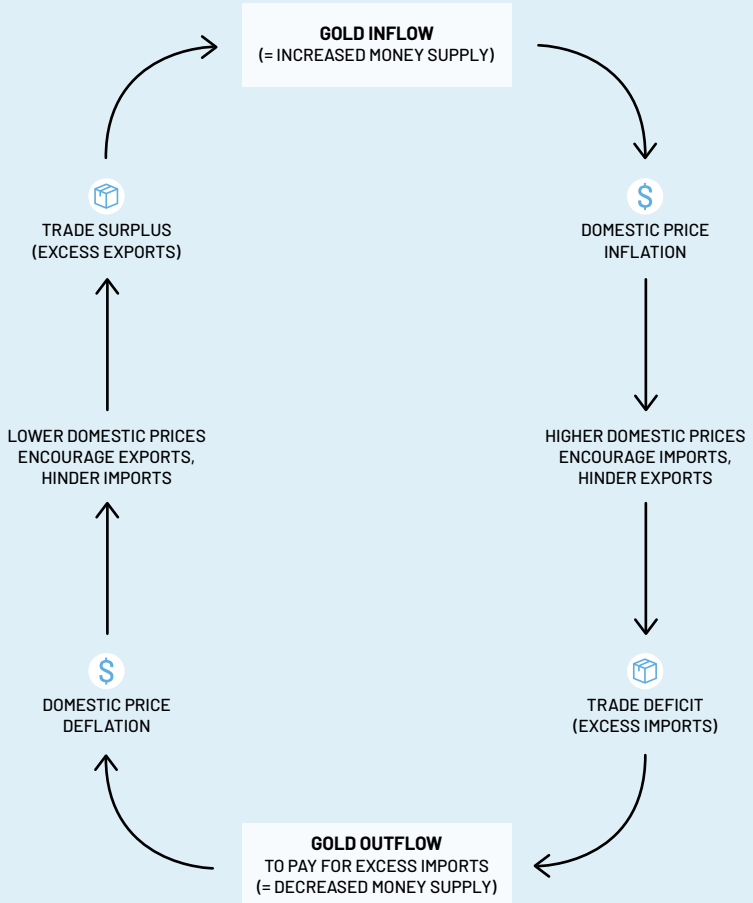 GOLD INFLOW
(= INCREASED MONEY SUPPLY)
$
DOMESTIC PRICE
INFLATION
HIGHER DOMESTIC PRICES
ENCOURAGE IMPORTS,
HINDER EXPORTS
TRADE DEFICIT
(EXCESS IMPORTS)
GOLD OUTFLOW
TO PAY FOR EXCESS IMPORTS
(= DECREASED MONEY SUPPLY)
$
DOMESTIC PRICE
DEFLATION
LOWER DOMESTIC PRICES
ENCOURAGE EXPORTS,
HINDER IMPORTS
TRADE SURPLUS
(EXCESS EXPORTS)